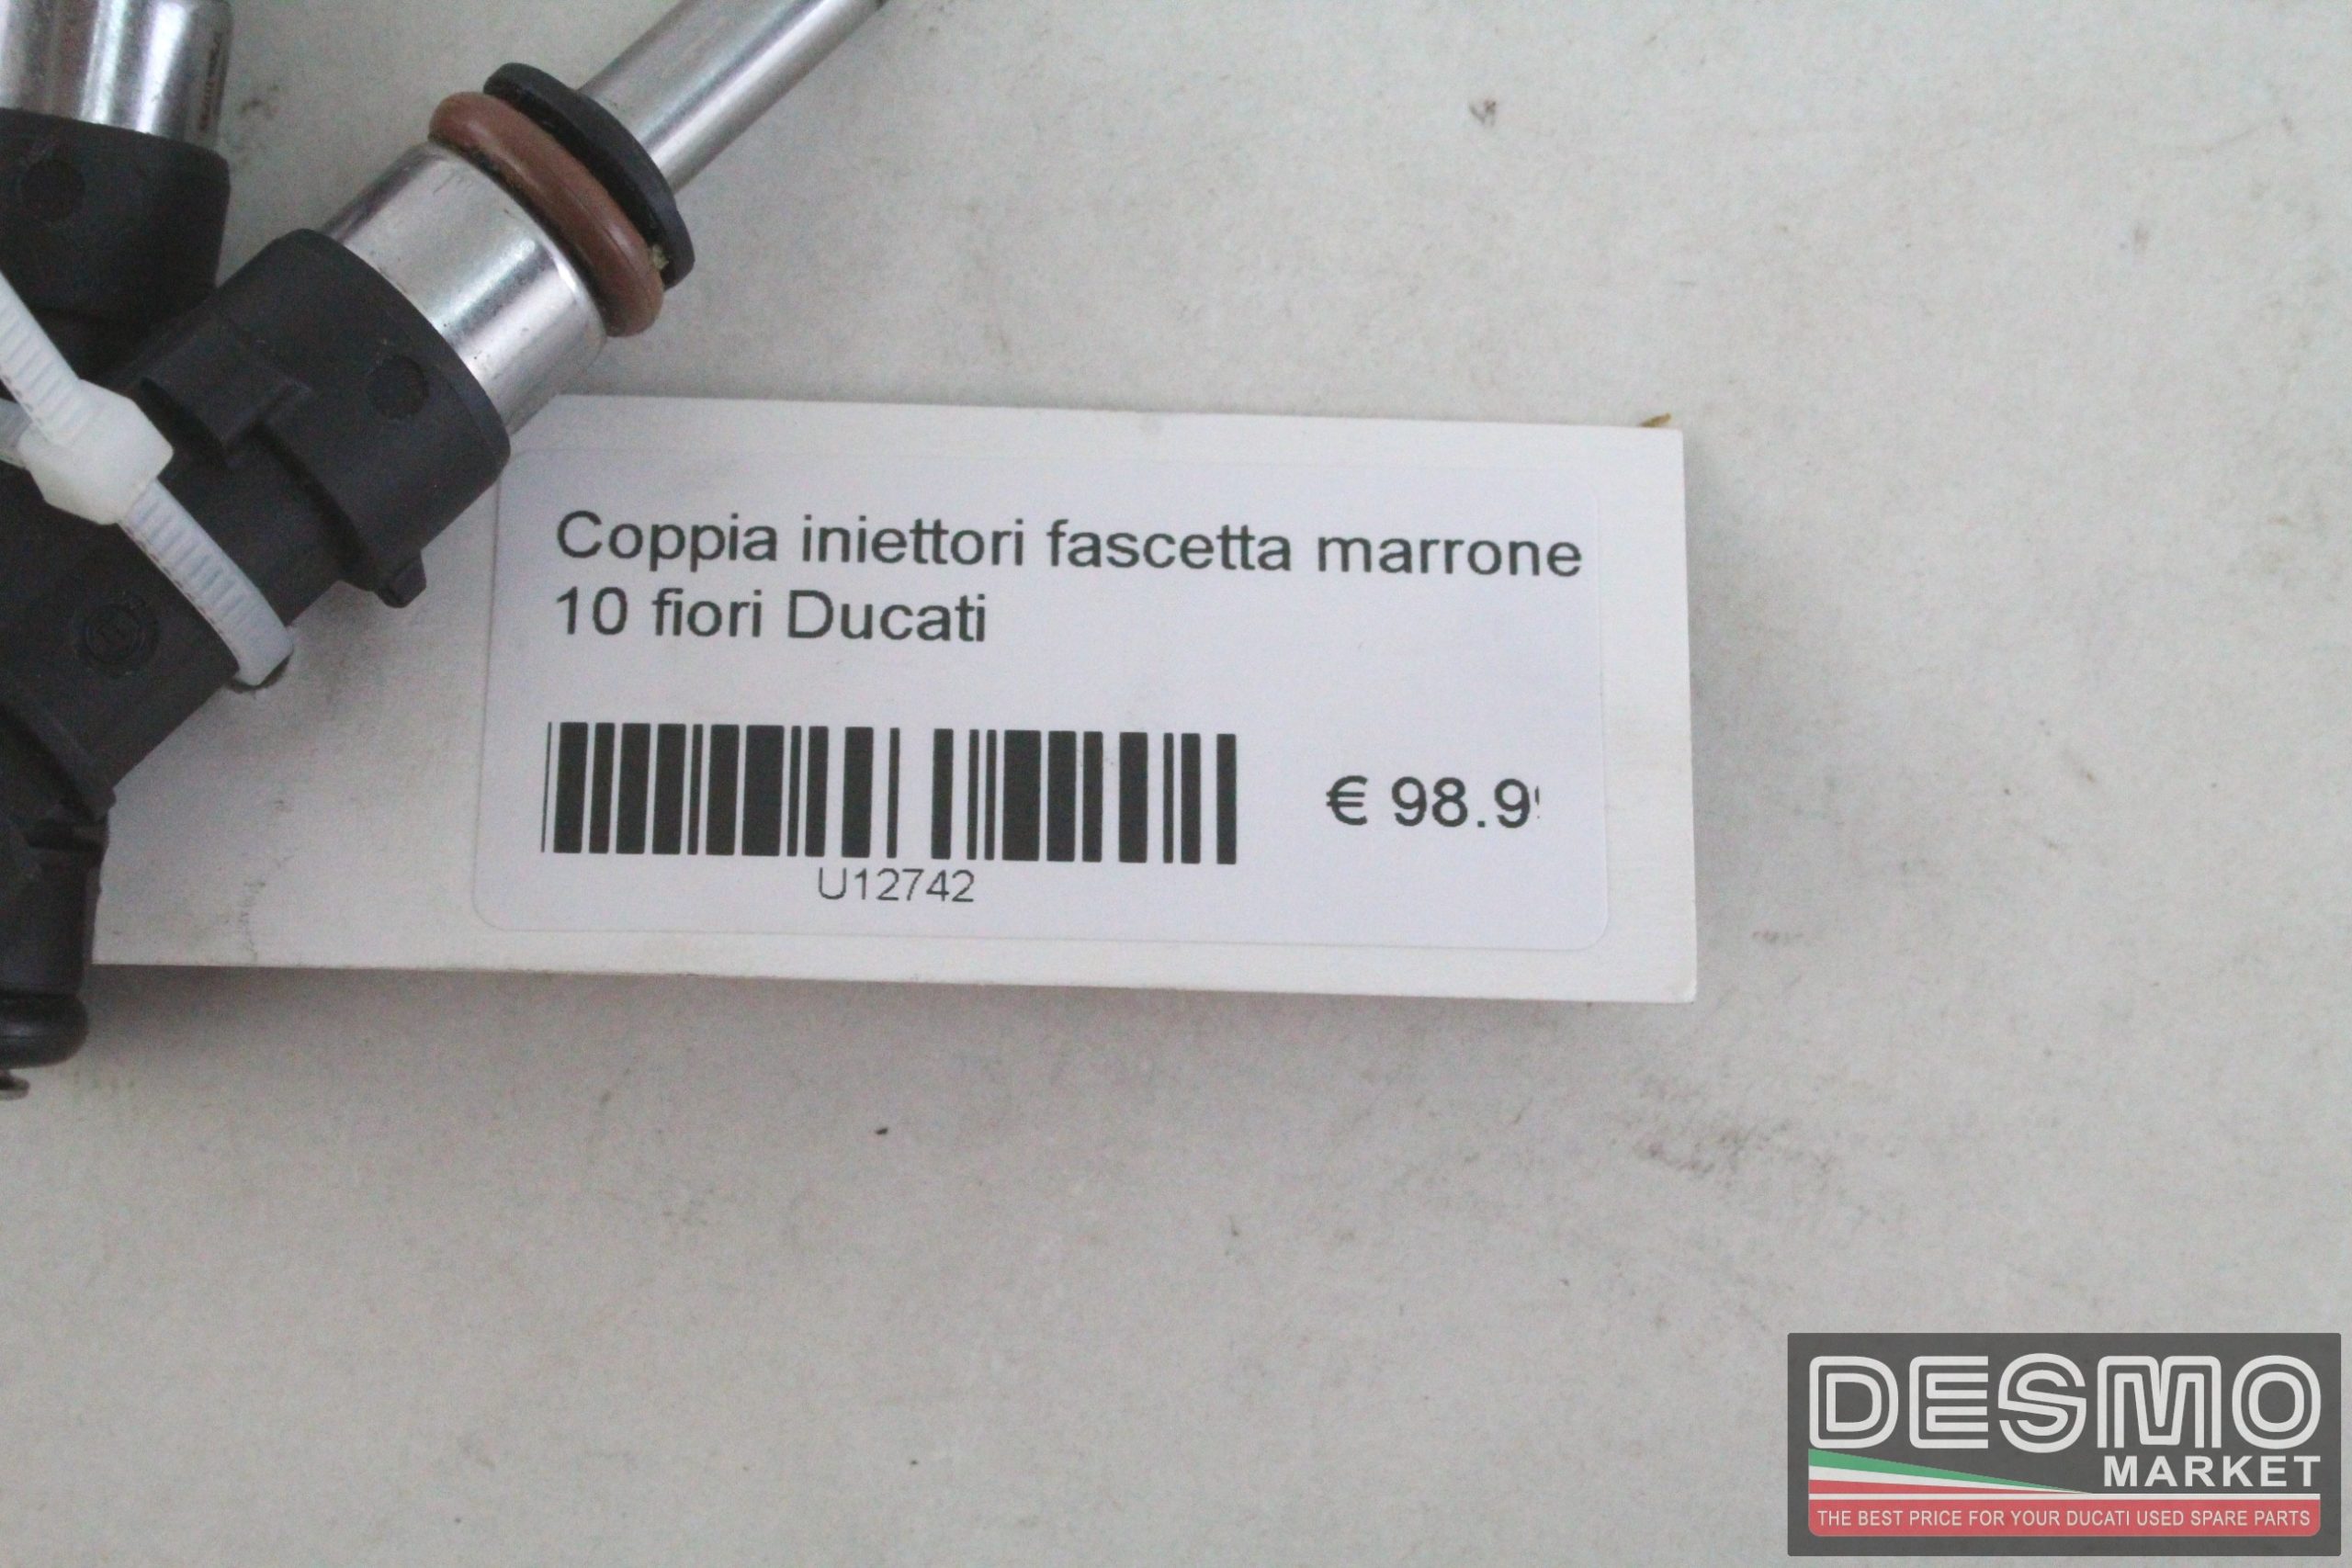 Coppia iniettori fascetta marrone
10 fiori Ducati
€ 98.9
U12742
DESMO
MARKET
THE BEST PRICE FOR YOUR DUCATI USED SPARE PARTS